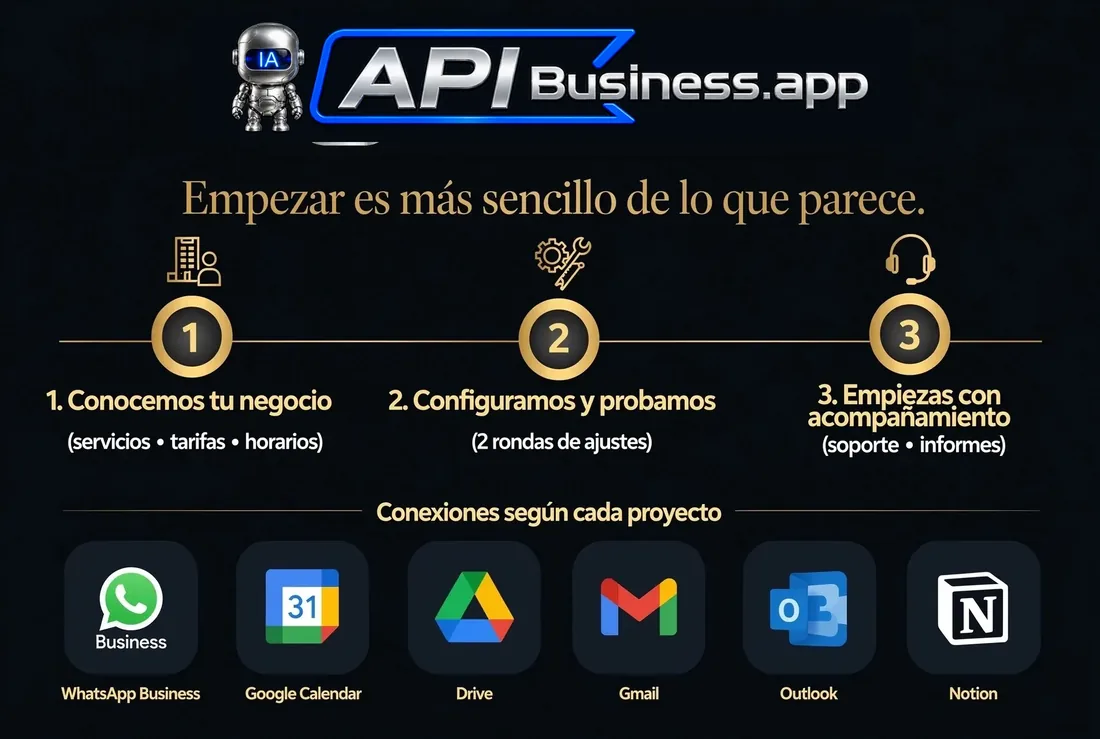 IA
API Business.app
Empezar es más sencillo de lo que parece.
1
2
3
1. Conocemos tu negocio
(servicios • tarifas • horarios)
2. Configuramos y probamos
(2 rondas de ajustes)
3. Empiezas con
acompañamiento
(soporte • informes)
Conexiones según cada proyecto
Business
31
O
N
WhatsApp Business
Google Calendar
Drive
Gmail
Outlook
Notion